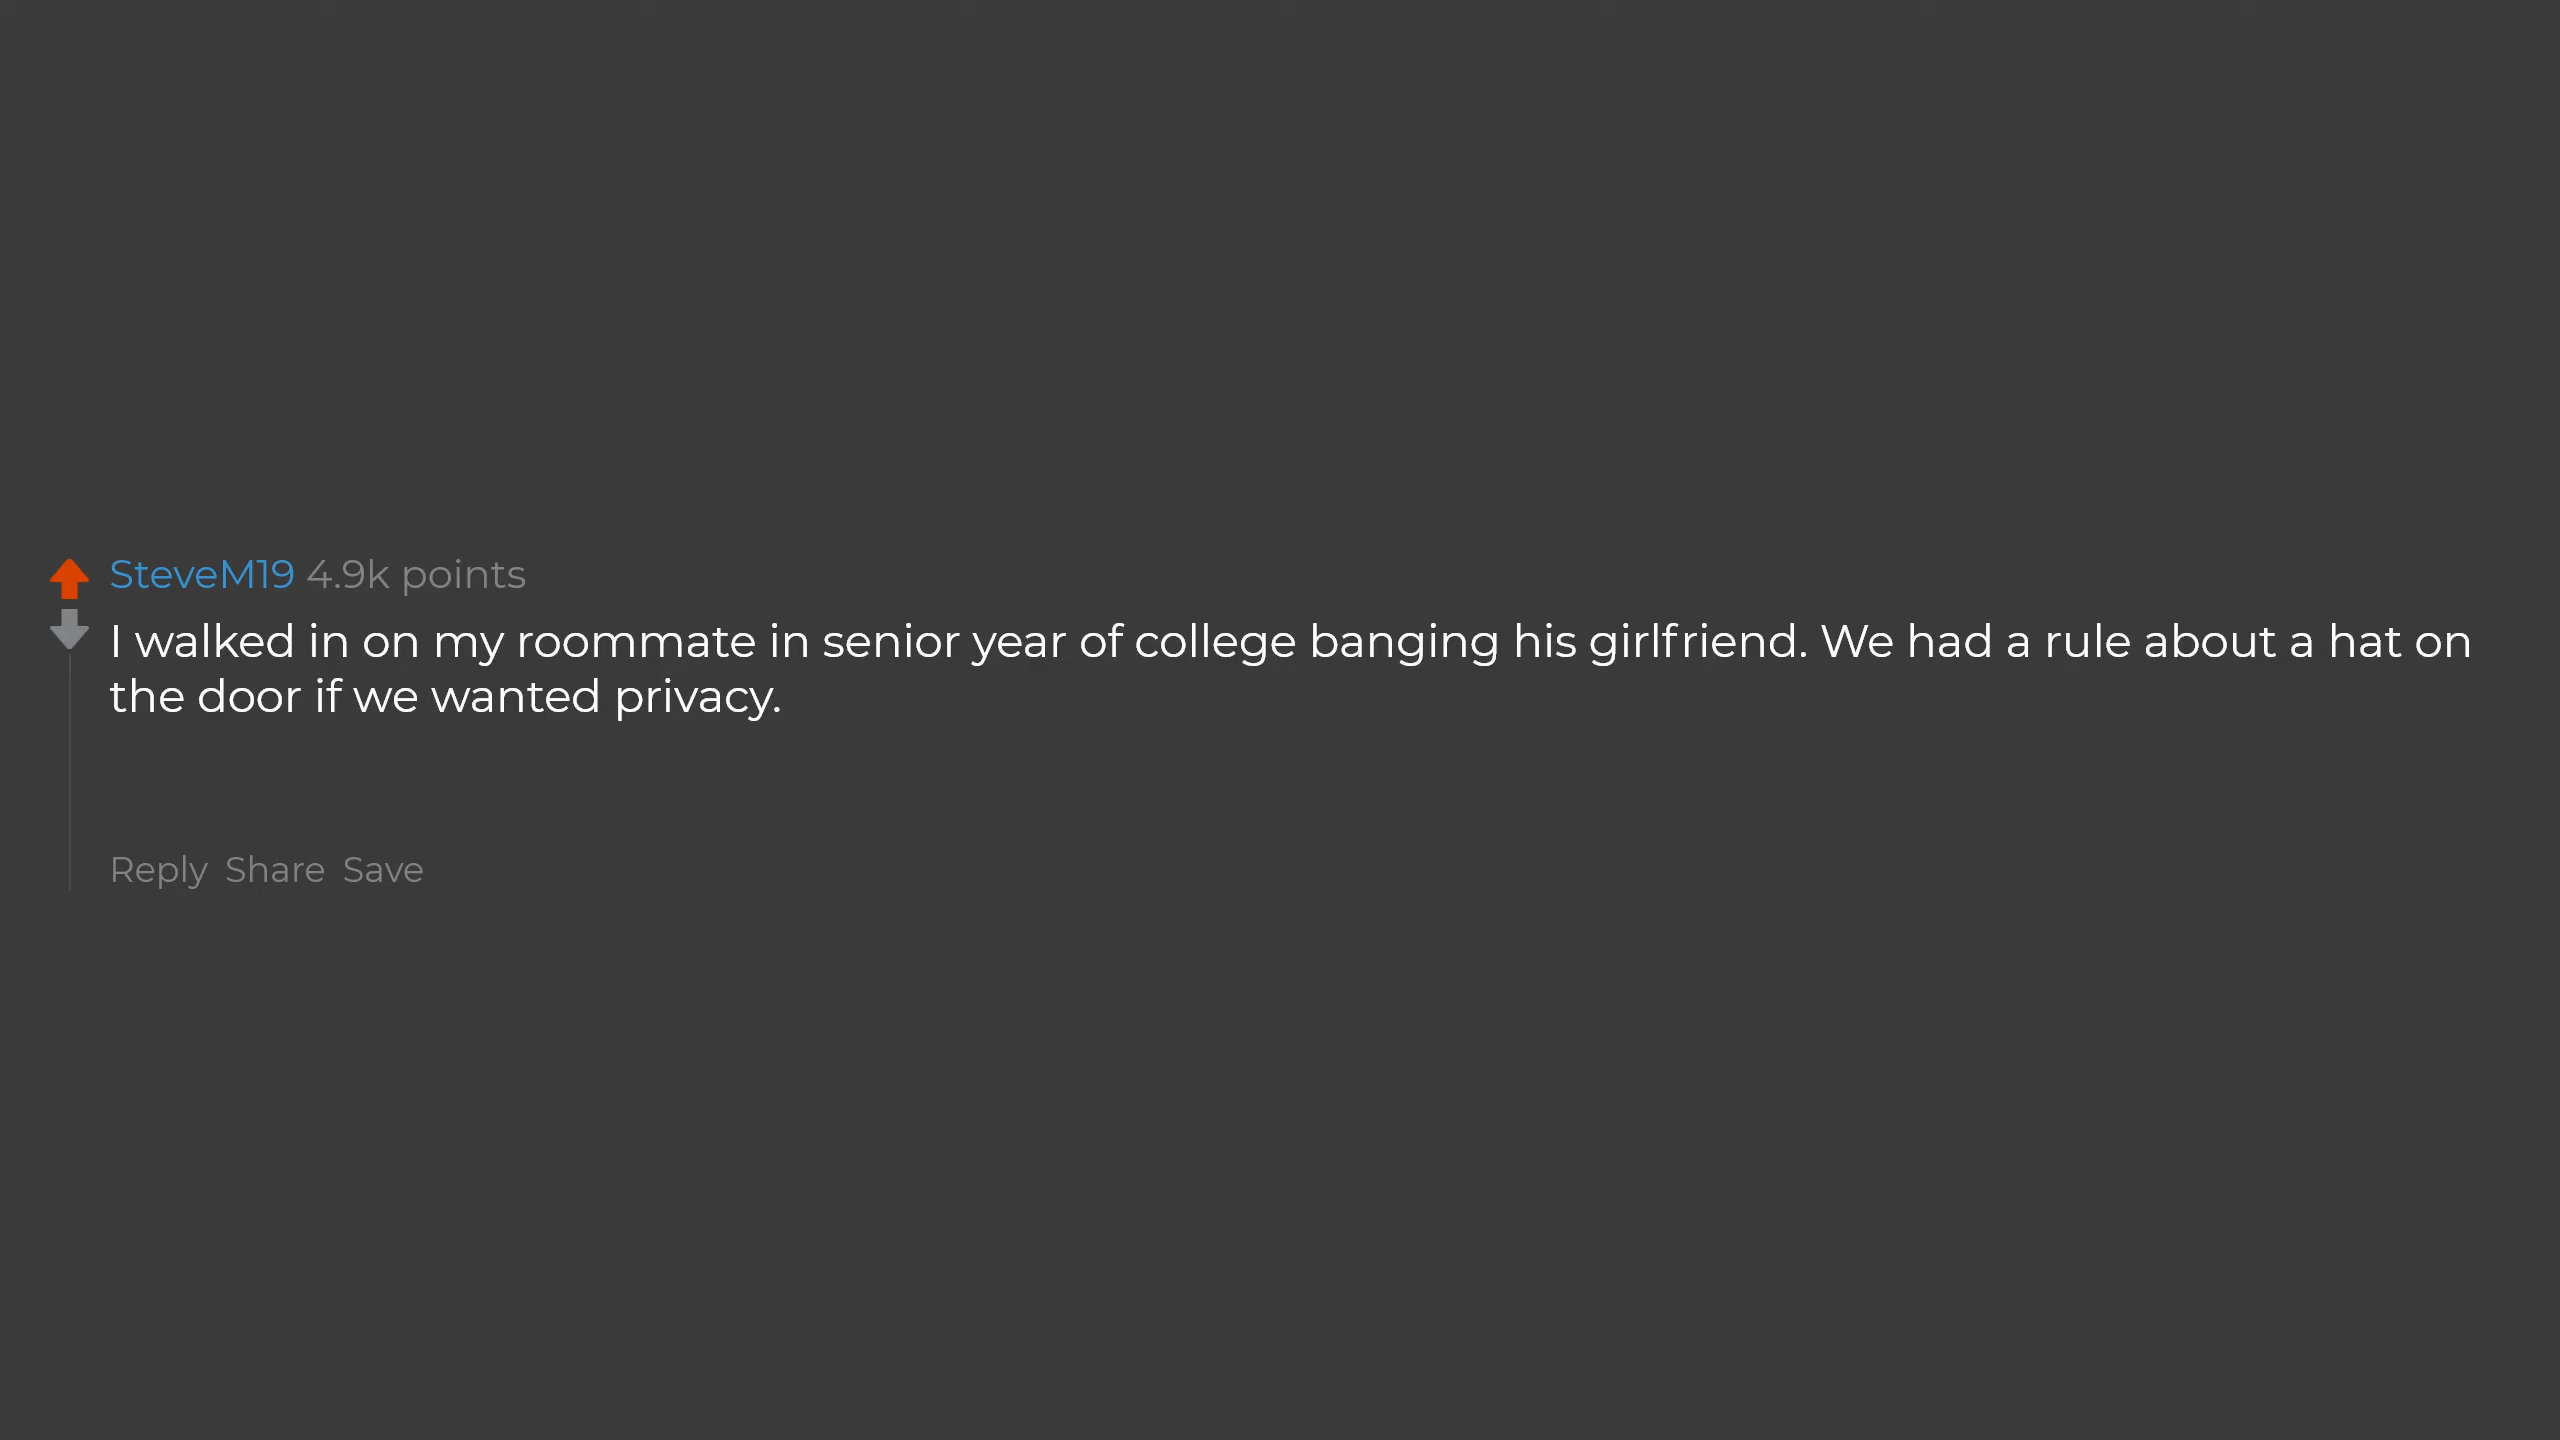 SteveM19 4.9k points
I walked in on my roommate in senior year of college banging his girlfriend. We had a rule about a hat on
the door if we wanted privacy.
Reply Share Save